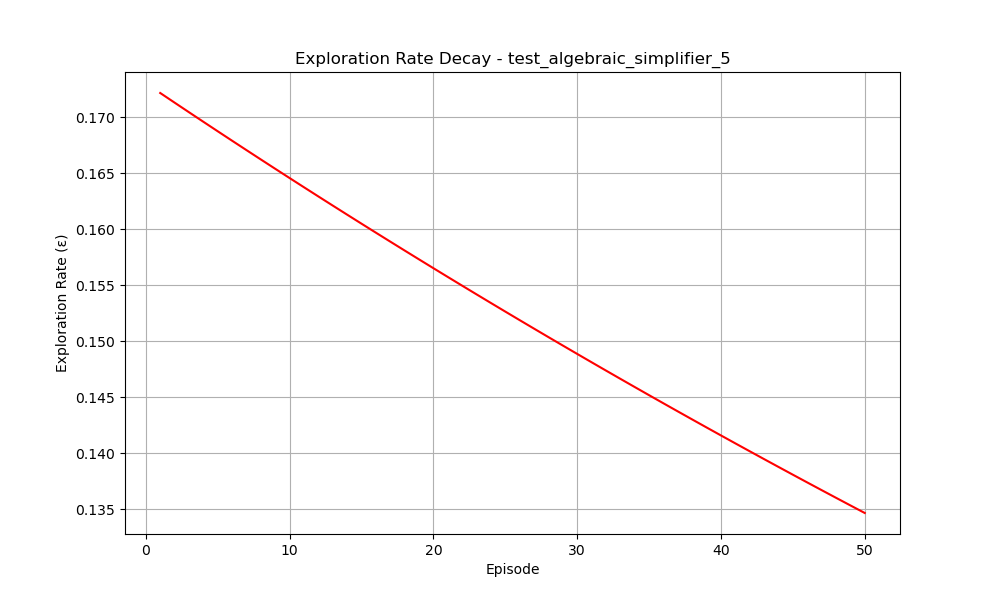 Exploration Rate Decay - test_algebraic_simplifier_5
Exploration Rate (ε)
0.170
0.165
0.160
0.155
0.150
0.145
0.140
0.135
0 10 20 30 40 50
Episode